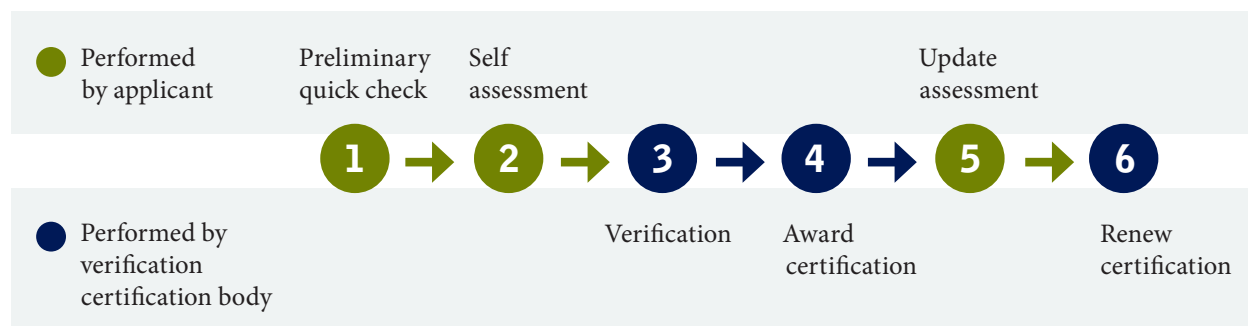 Performed
by applicant
Preliminary
quick check
Self
assessment
Update
assessment
1
2
3
4
5
6
Performed by
verification
certification body
Verification
Award
certification
Renew
certification